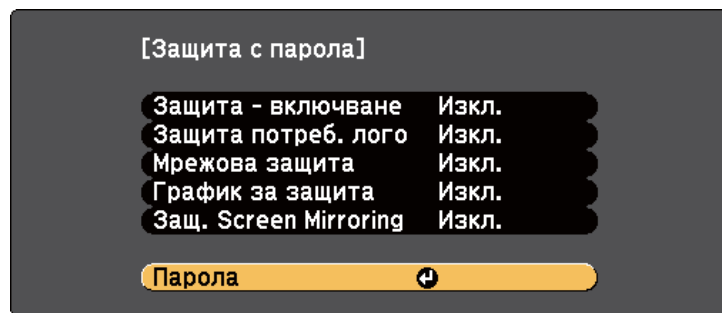 [Защита с парола]
Защита - включване Изкл.
Защита потреб. лого Изкл.
Мрежова защита Изкл.
График за защита Изкл.
Защ. Screen Mirroring Изкл.
Парола